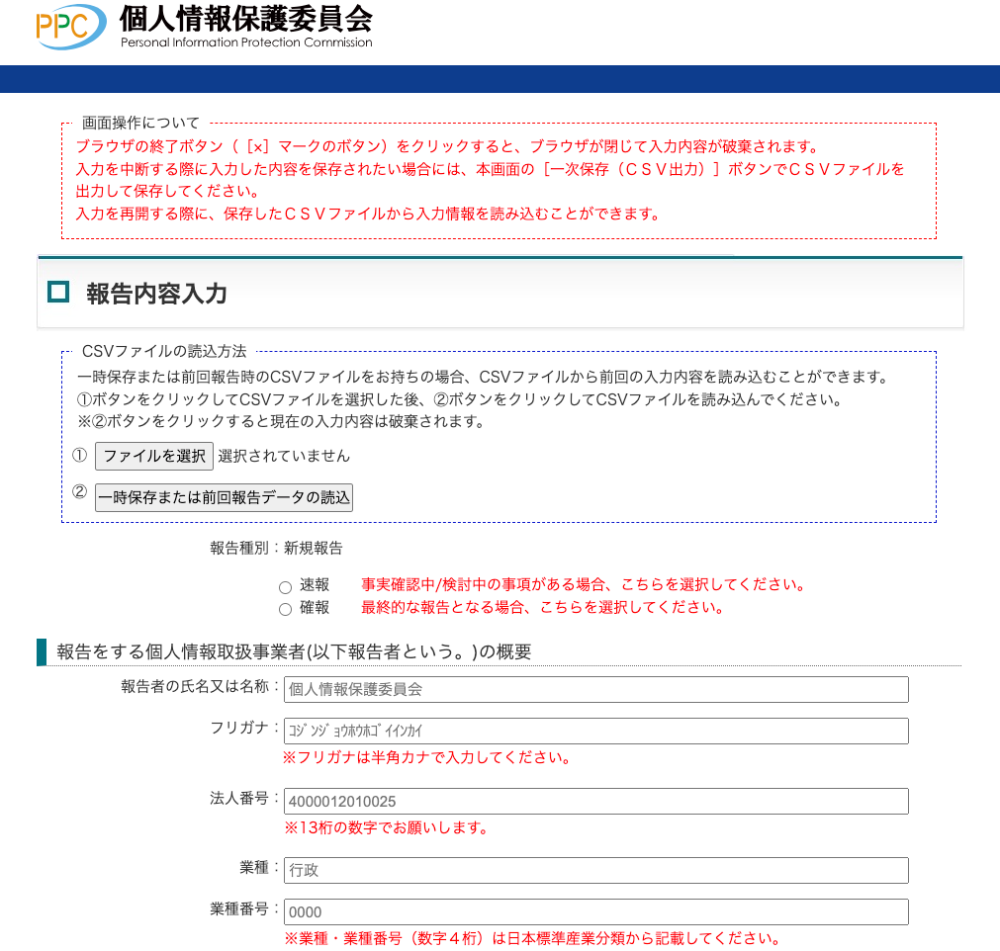 PPC 個人情報保護委員会
Personal Information Protection Commission
画面操作について
ブラウザの終了ボタン（［×］マークのボタン）をクリックすると、ブラウザが閉じて入力内容が破棄されます。
入力を中断する際に入力した内容を保存されたい場合には、本画面の［一次保存（ＣＳＶ出力）］ボタンでＣＳＶファイルを
出力して保存してください。
入力を再開する際に、保存したＣＳＶファイルから入力情報を読み込むことができます。
報告内容入力
CSVファイルの読込方法
一時保存または前回報告時のCSVファイルをお持ちの場合、CSVファイルから前回の入力内容を読み込むことができます。
①ボタンをクリックしてCSVファイルを選択した後、②ボタンをクリックしてCSVファイルを読み込んでください。
※②ボタンをクリックすると現在の入力内容は破棄されます。
① ファイルを選択 選択されていません
② 一時保存または前回報告データの読込
報告種別：新規報告
速報 事実確認中/検討中の事項がある場合、こちらを選択してください。
確報 最終的な報告となる場合、こちらを選択してください。
報告をする個人情報取扱事業者(以下報告者という。)の概要
報告者の氏名又は名称：個人情報保護委員会
フリガナ：ｺｼﾞﾝｼﾞｮｳﾎｳﾎｺﾞｲｲﾝｶｲ
※フリガナは半角カナで入力してください。
法人番号：4000012010025
※13桁の数字でお願いします。
業種：行政
業種番号：0000
※業種・業種番号（数字４桁）は日本標準産業分類から記載してください。